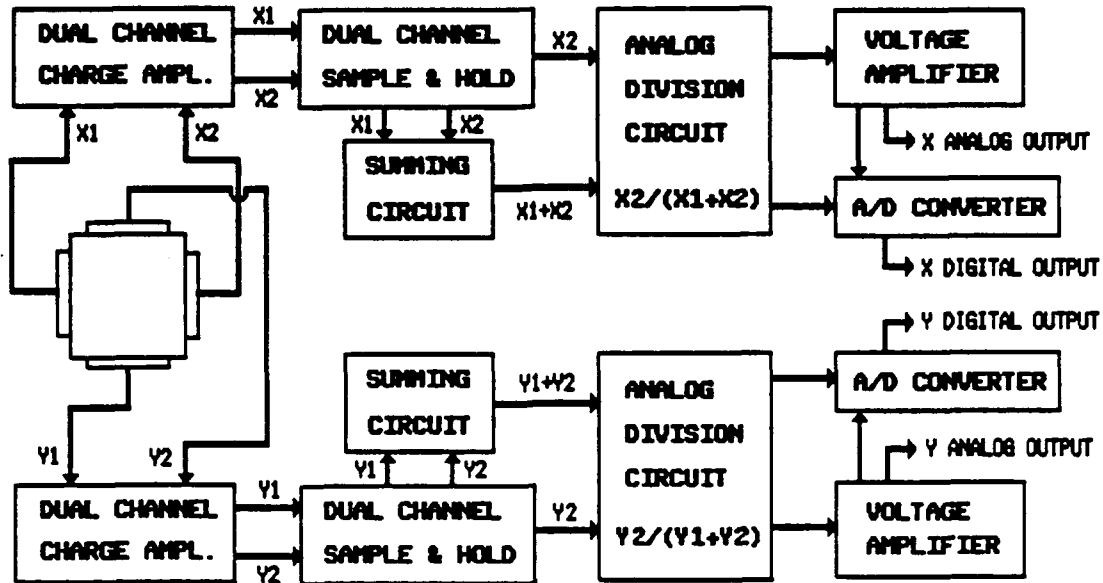 DUAL CHANNEL
CHARGE AMPL.
X1
X2
DUAL CHANNEL
SAMPLE & HOLD
X2
ANALOG
DIVISION
CIRCUIT
X2/(X1+X2)
VOLTAGE
AMPLIFIER
X1
X2
X1
X2
SUMMING
CIRCUIT
X1+X2
X ANALOG OUTPUT
A/D CONVERTER
X DIGITAL OUTPUT
Y DIGITAL OUTPUT
SUMMING
CIRCUIT
Y1+Y2
ANALOG
DIVISION
CIRCUIT
Y2/(Y1+Y2)
A/D CONVERTER
Y ANALOG OUTPUT
Y1
Y2
Y1
Y2
DUAL CHANNEL
CHARGE AMPL.
Y1
Y2
DUAL CHANNEL
SAMPLE & HOLD
Y2
VOLTAGE
AMPLIFIER